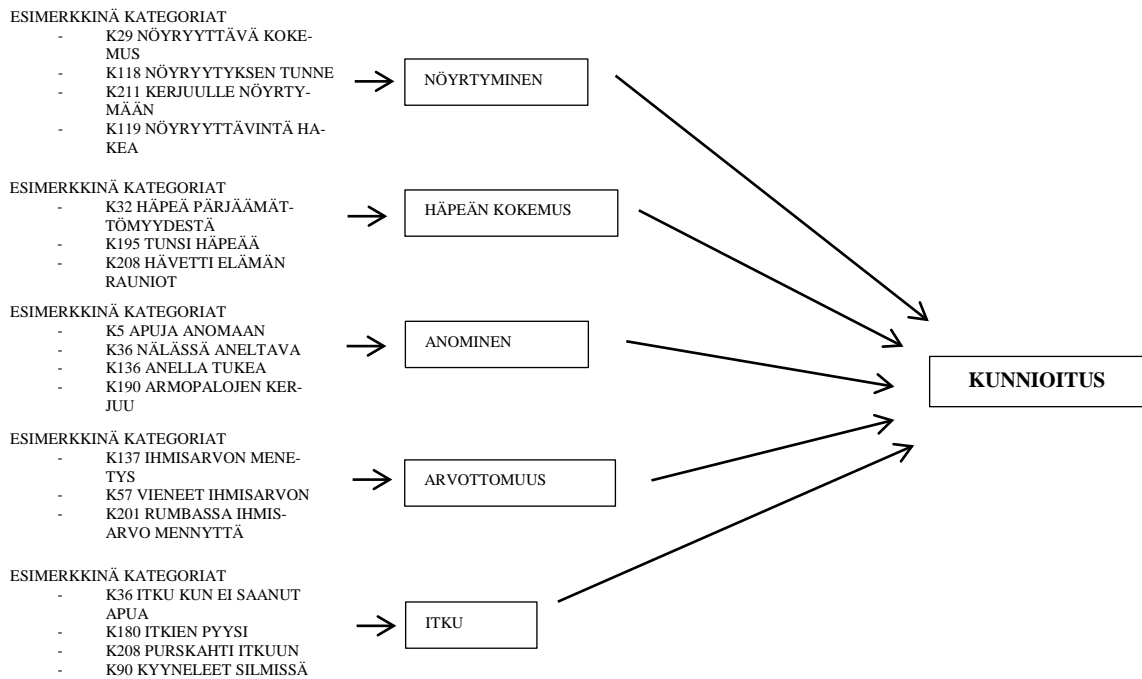 ESIMERKKINÄ KATEGORIAT
- K29 NÖYRYYTTÄVÄ KOKE-
MUS
- K118 NÖYRYYTYKSEN TUNNE
- K211 KERJUULLE NÖYRTY-
MÄÄN
- K119 NÖYRYYTTÄVINTÄ HA-
KEA
NÖYRTYMINEN
ESIMERKKINÄ KATEGORIAT
- K32 HÄPEÄ PÄRJÄÄMÄT-
TÖMYYDESTÄ
- K195 TUNSI HÄPEÄÄ
- K208 HÄVETTI ELÄMÄN
RAUNIOT
HÄPEÄN KOKEMUS
ESIMERKKINÄ KATEGORIAT
- K5 APUJA ANOMAAN
- K36 NÄLÄSSÄ ANELTAVA
- K136 ANELLA TUKEA
- K190 ARMOPALOJEN KER-
JUU
ANOMINEN
ESIMERKKINÄ KATEGORIAT
- K137 IHMISARVON MENE-
TYS
- K57 VIENEET IHMISARVON
- K201 RUMBASSA IHMIS-
ARVO MENNYTTÄ
ARVOTTOMUUS
ESIMERKKINÄ KATEGORIAT
- K36 ITKU KUN EI SAANUT
APUA
- K180 ITKIEN PYYSI
- K208 PURSKAHTI ITKUUN
- K90 KYYNELEET SILMISSÄ
ITKU
KUNNIOITUS